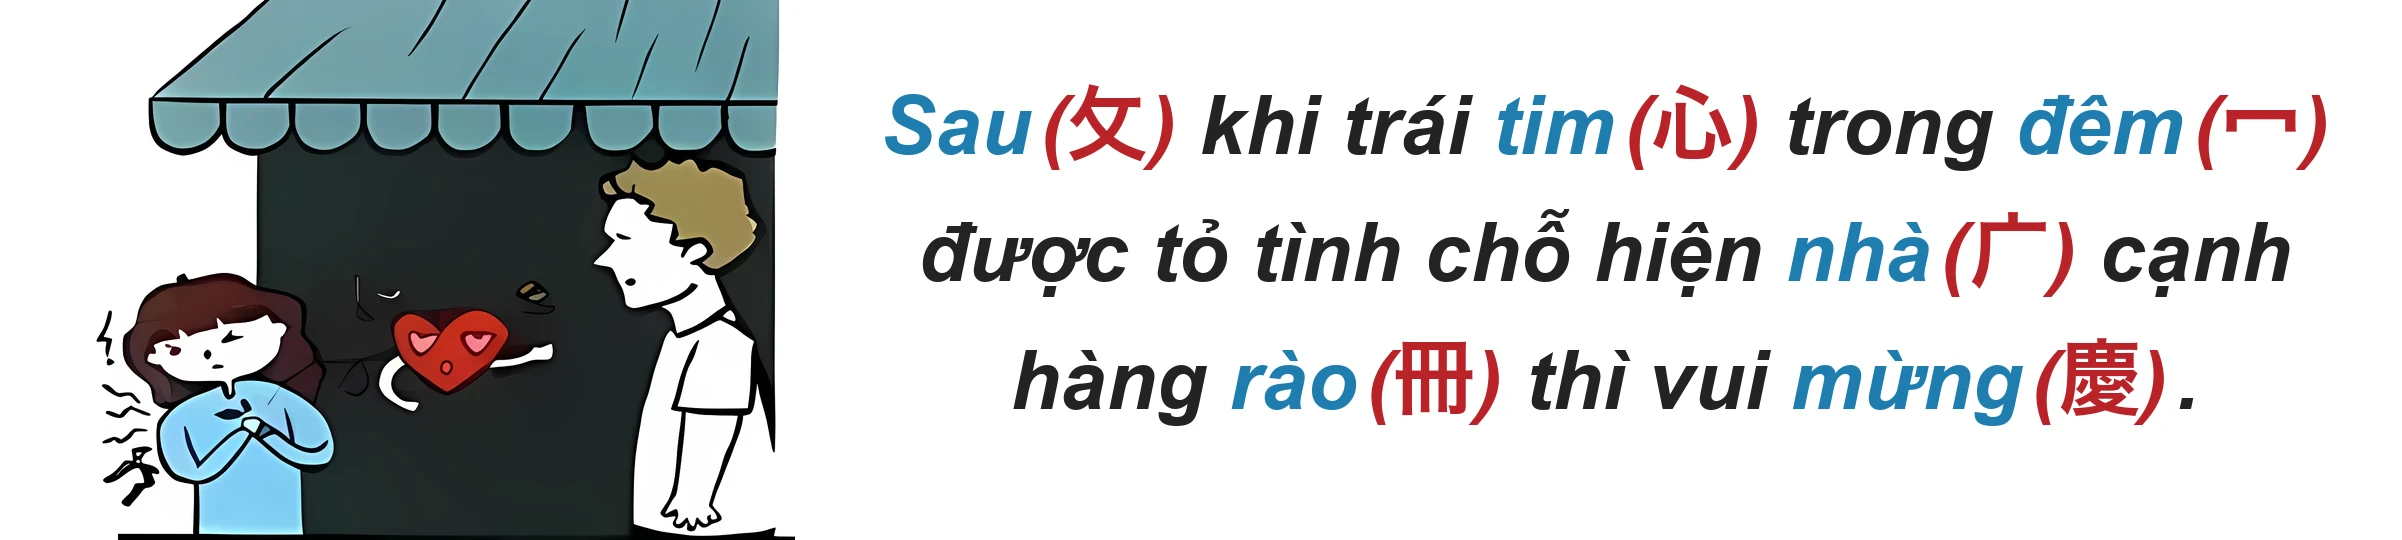 Sau(夂) khi trái tim(心) trong đêm(冖)
được tỏ tình chỗ hiện nhà(广) cạnh
hàng rào(冊) thì vui mừng(慶).